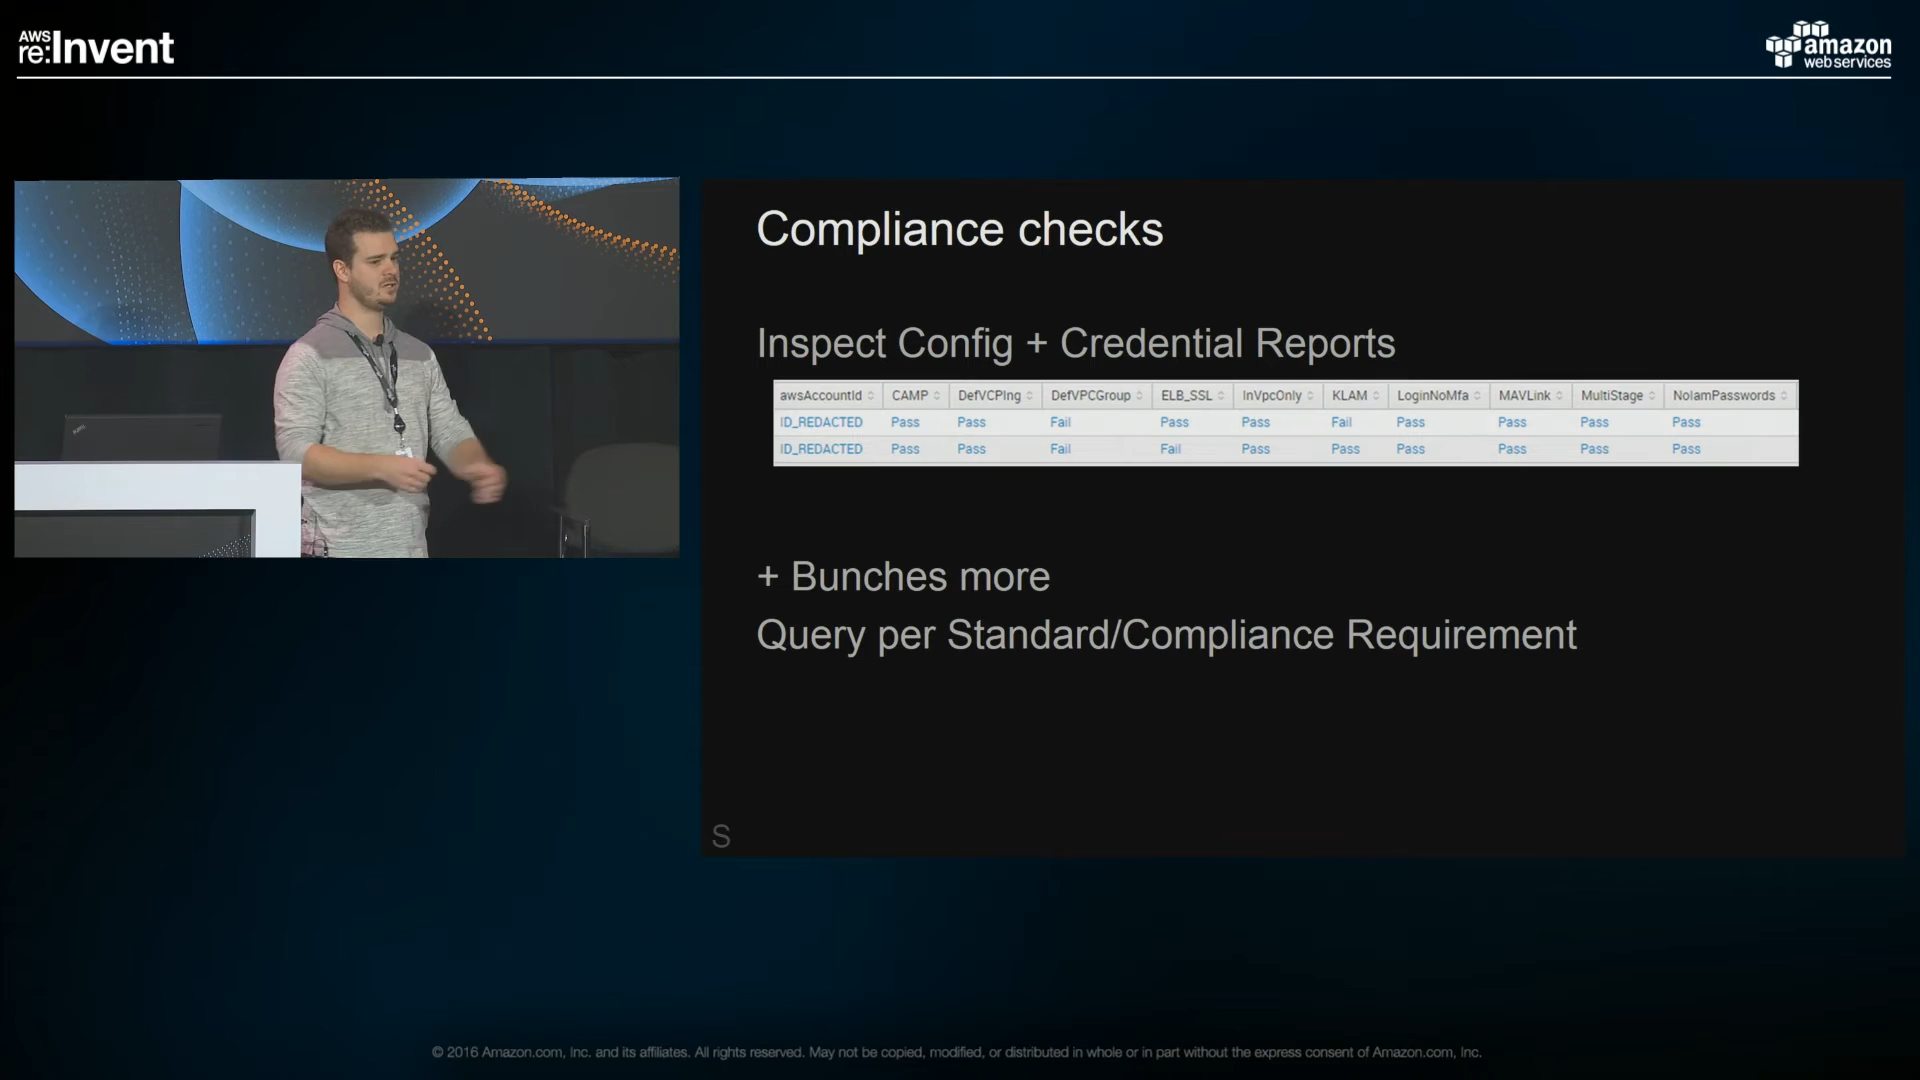 AWS
re:Invent
amazon
web services
Compliance checks
Inspect Config + Credential Reports
awsAccountId CAMP DefVCPIng DefVPCGroup ELB_SSL InVpcOnly KLAM LoginNoMfa MAVLink MultiStage NoIamPasswords
ID_REDACTED Pass Pass Fail Pass Pass Fail Pass Pass Pass Pass
ID_REDACTED Pass Pass Fail Fail Pass Pass Pass Pass Pass Pass
+ Bunches more
Query per Standard/Compliance Requirement
S
© 2016 Amazon.com, Inc. and its affiliates. All rights reserved. May not be copied, modified, or distributed in whole or in part without the express consent of Amazon.com, Inc.